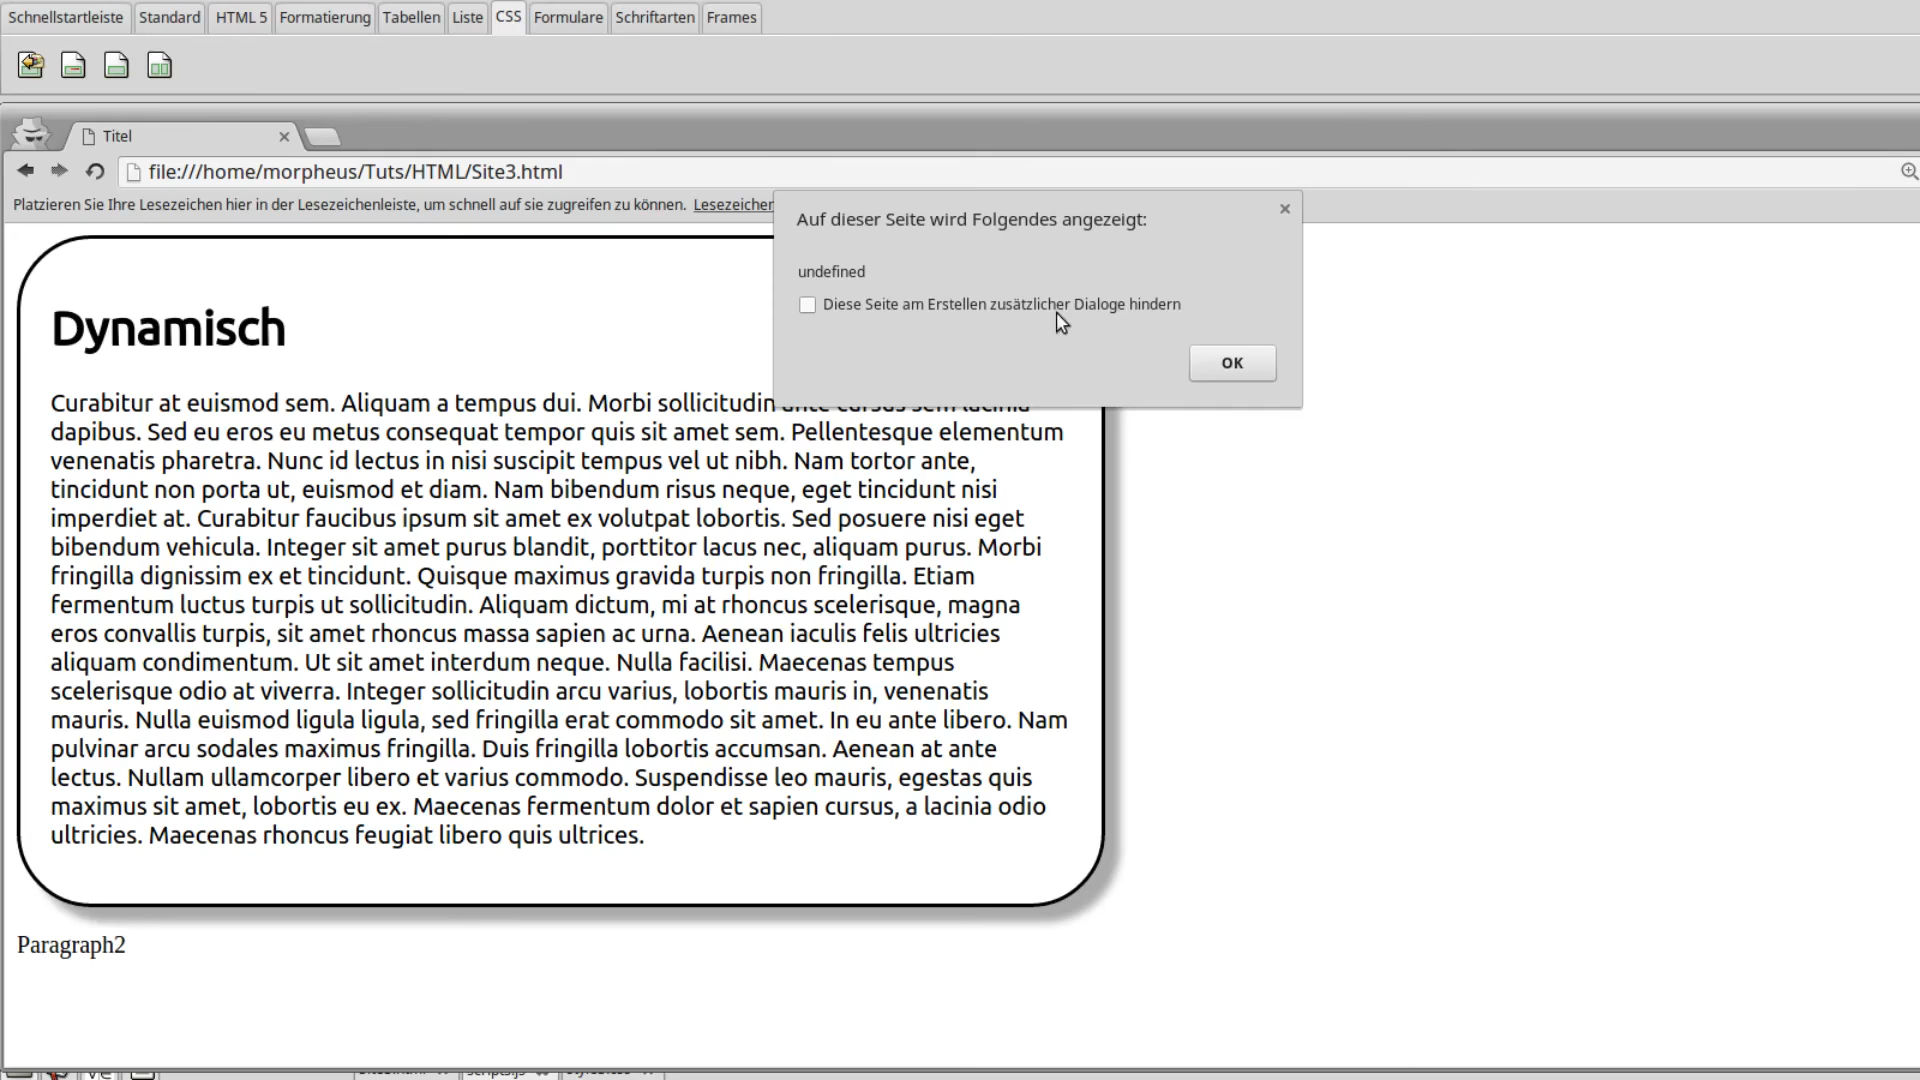 Schnellstartleiste Standard HTML 5 Formatierung Tabellen Liste CSS Formulare Schriftarten Frames
Titel
file:///home/morpheus/Tuts/HTML/Site3.html
Platzieren Sie Ihre Lesezeichen hier in der Lesezeichenleiste, um schnell auf sie zugreifen zu können. Lesezeichen
Auf dieser Seite wird Folgendes angezeigt:
undefined
Diese Seite am Erstellen zusätzlicher Dialoge hindern
OK
Dynamisch
Curabitur at euismod sem. Aliquam a tempus dui. Morbi sollicitudin ante cursus sem lacinia
dapibus. Sed eu eros eu metus consequat tempor quis sit amet sem. Pellentesque elementum
venenatis pharetra. Nunc id lectus in nisi suscipit tempus vel ut nibh. Nam tortor ante,
tincidunt non porta ut, euismod et diam. Nam bibendum risus neque, eget tincidunt nisi
imperdiet at. Curabitur faucibus ipsum sit amet ex volutpat lobortis. Sed posuere nisi eget
bibendum vehicula. Integer sit amet purus blandit, porttitor lacus nec, aliquam purus. Morbi
fringilla dignissim ex et tincidunt. Quisque maximus gravida turpis non fringilla. Etiam
fermentum luctus turpis ut sollicitudin. Aliquam dictum, mi at rhoncus scelerisque, magna
eros convallis turpis, sit amet rhoncus massa sapien ac urna. Aenean iaculis felis ultricies
aliquam condimentum. Ut sit amet interdum neque. Nulla facilisi. Maecenas tempus
scelerisque odio at viverra. Integer sollicitudin arcu varius, lobortis mauris in, venenatis
mauris. Nulla euismod ligula ligula, sed fringilla erat commodo sit amet. In eu ante libero. Nam
pulvinar arcu sodales maximus fringilla. Duis fringilla lobortis accumsan. Aenean at ante
lectus. Nullam ullamcorper libero et varius commodo. Suspendisse leo mauris, egestas quis
maximus sit amet, lobortis eu ex. Maecenas fermentum dolor et sapien cursus, a lacinia odio
ultricies. Maecenas rhoncus feugiat libero quis ultrices.
Paragraph2